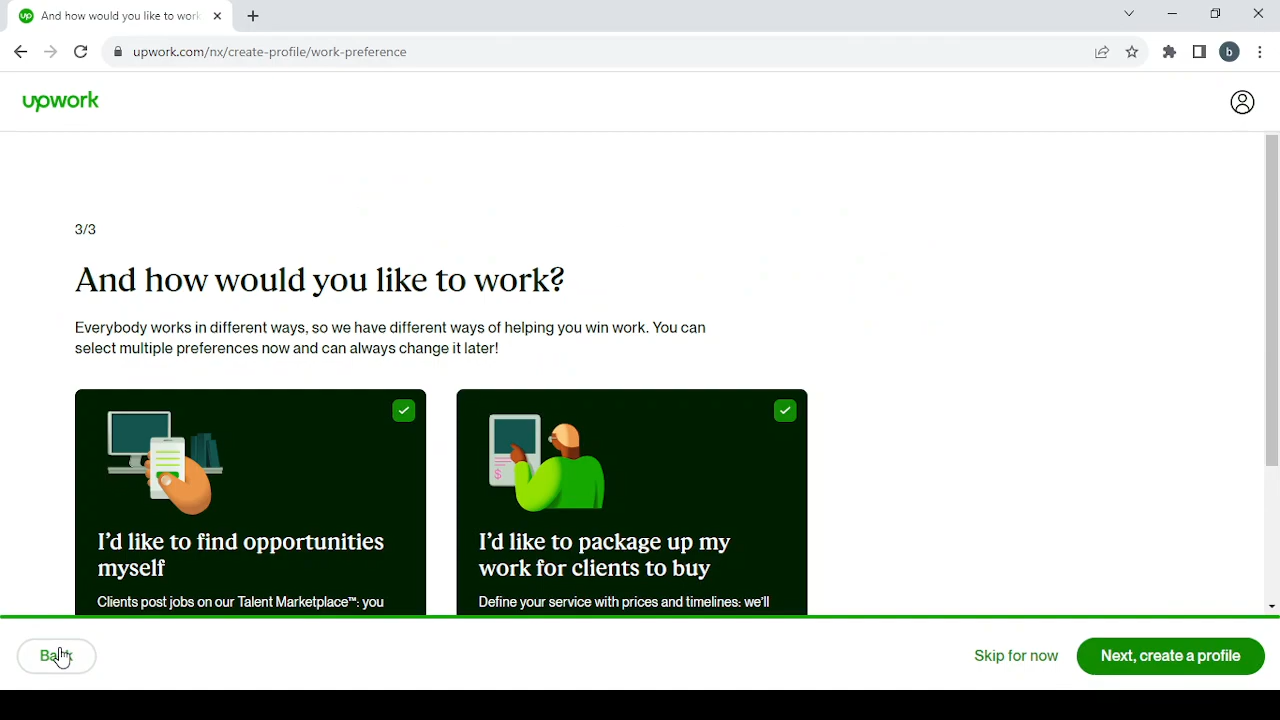 And how would you like to work
upwork.com/nx/create-profile/work-preference
b
upwork
3/3
And how would you like to work?
Everybody works in different ways, so we have different ways of helping you win work. You can
select multiple preferences now and can always change it later!
I'd like to find opportunities
myself
Clients post jobs on our Talent Marketplace™: you
$
I'd like to package up my
work for clients to buy
Define your service with prices and timelines: we'll
Back
Skip for now
Next, create a profile